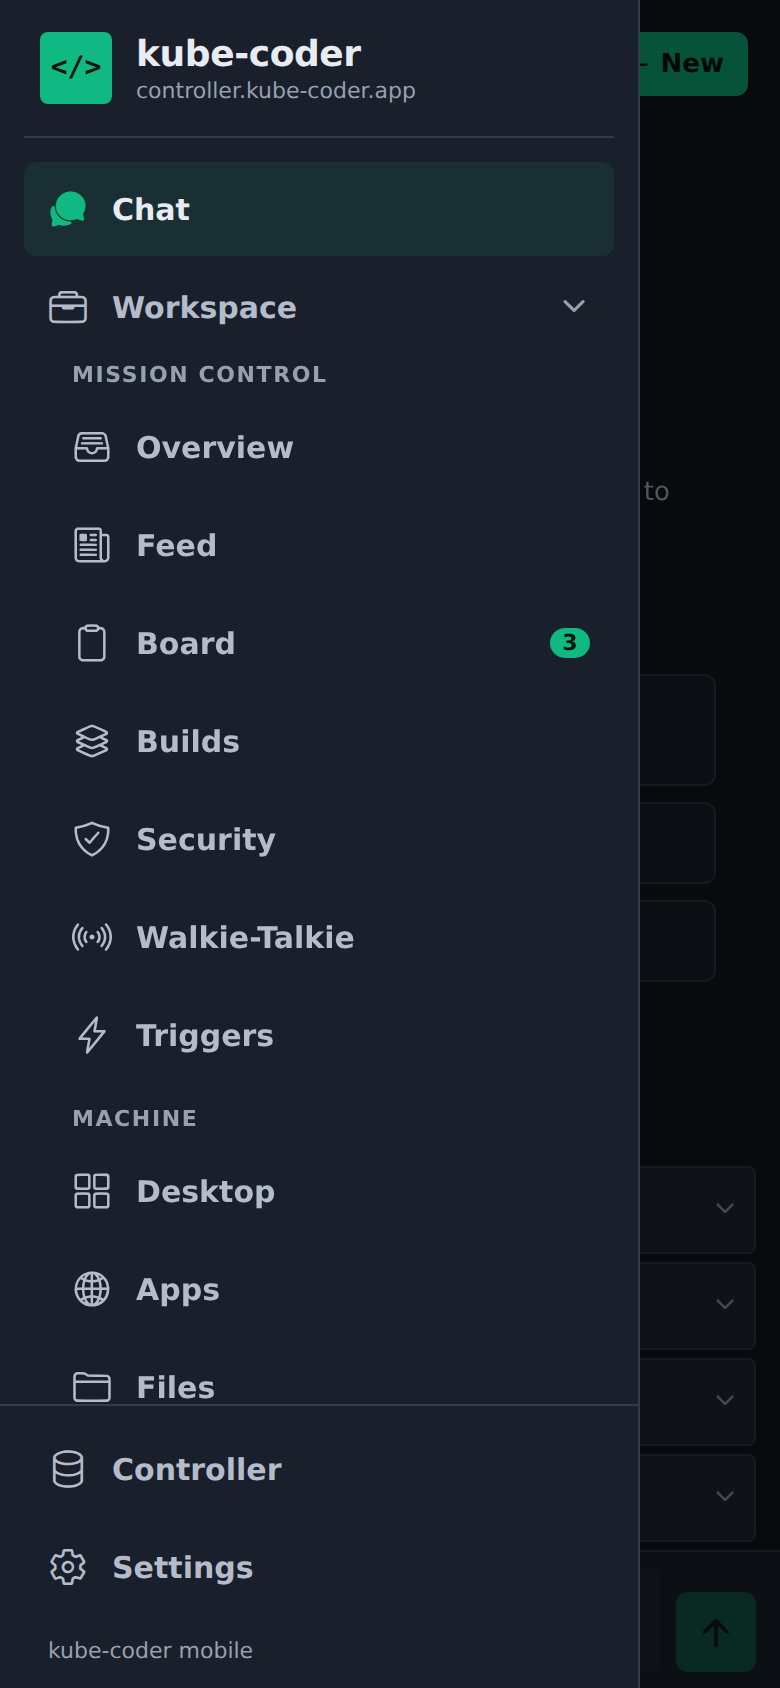 </>
kube-coder
controller.kube-coder.app
New
Chat
Workspace
MISSION CONTROL
Overview
Feed
to
Board
3
Builds
Security
Walkie-Talkie
Triggers
MACHINE
Desktop
Apps
Files
Controller
Settings
kube-coder mobile